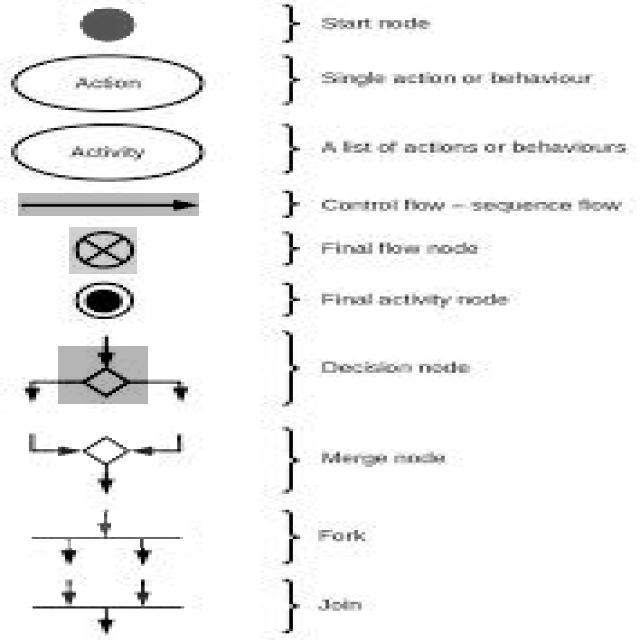 Start node
Action
Single action or behaviour
Activity
A list of actions or behaviours
Control flow – sequence flow
Final flow node
Final activity node
Decision node
Merge node
Fork
Join